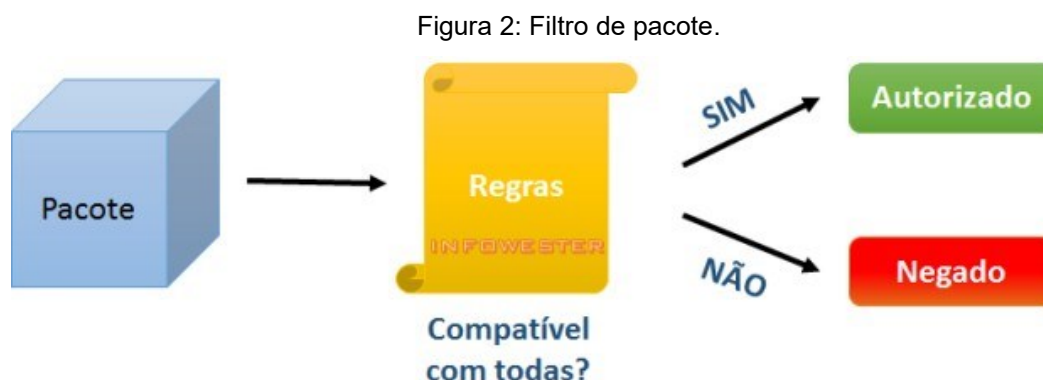 Figura 2: Filtro de pacote.
Pacote
Regras
INFOWESTER
Compatível
com todas?
SIM
NÃO
Autorizado
Negado